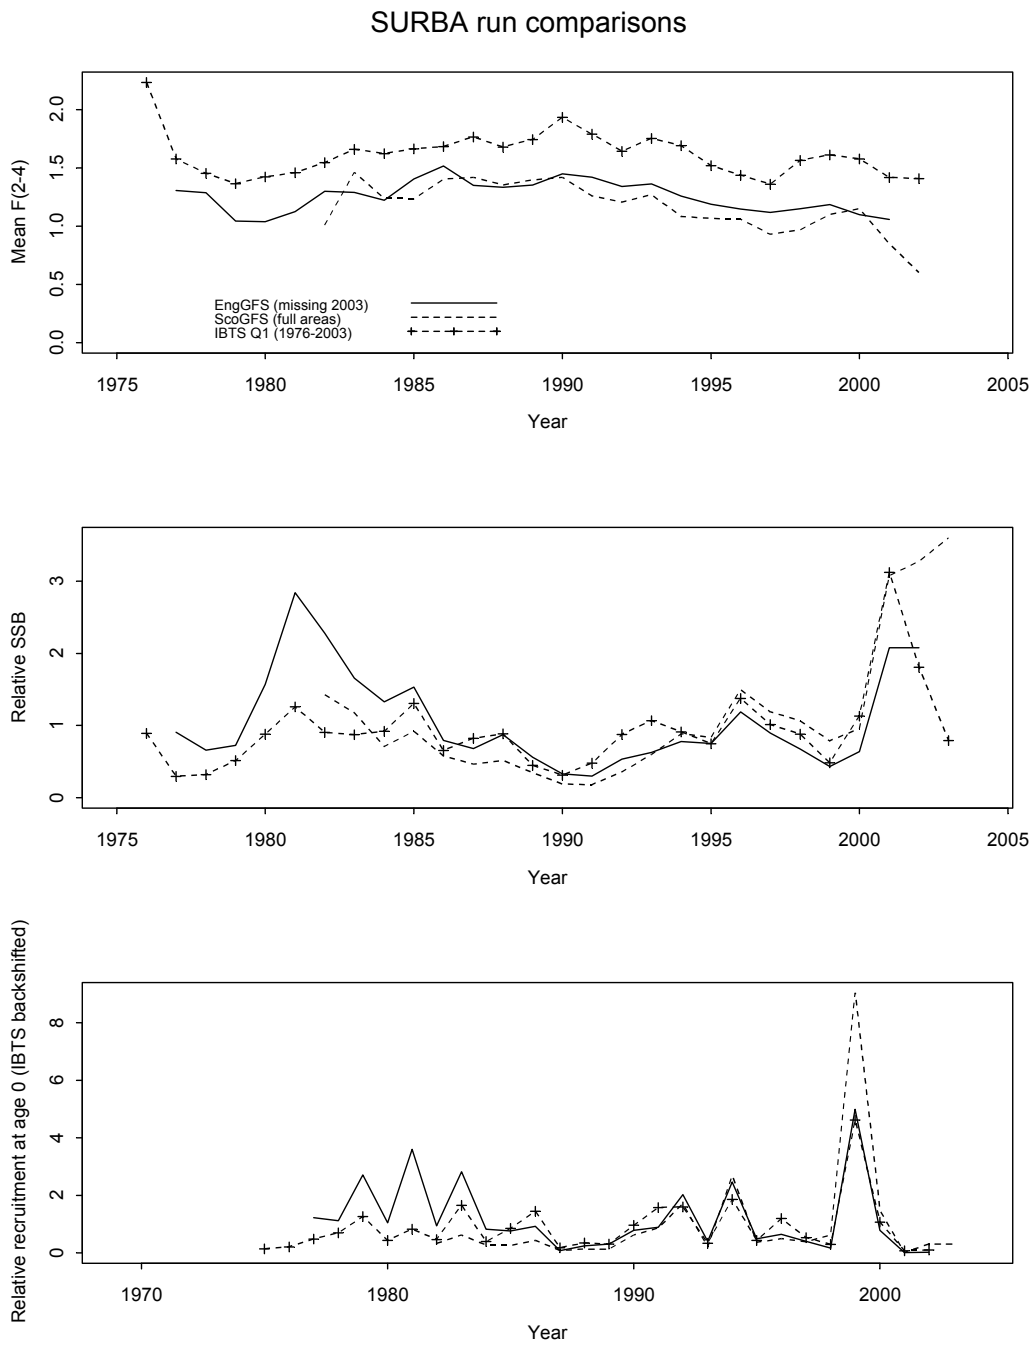 SURBA run comparisons
Mean F(2-4)
2.0
1.5
1.0
0.5
0.0
EngGFS (missing 2003)
ScoGFS (full areas)
IBTS Q1 (1976-2003)
1975 1980 1985 1990 1995 2000 2005
Year
Relative SSB
3
2
1
0
1975 1980 1985 1990 1995 2000 2005
Year
Relative recruitment at age 0 (IBTS backshifted)
8
6
4
2
0
1970 1980 1990 2000
Year